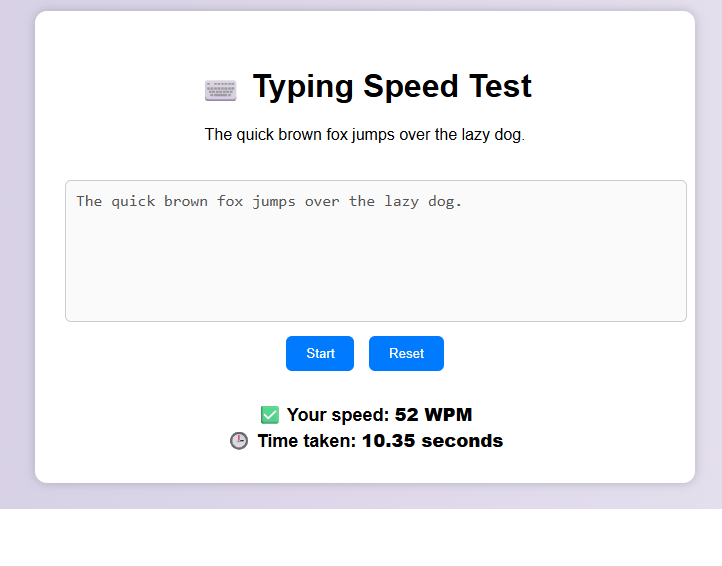 ⌨️ Typing Speed Test
The quick brown fox jumps over the lazy dog.
The quick brown fox jumps over the lazy dog.
Start Reset
✅ Your speed: 52 WPM
🕒 Time taken: 10.35 seconds